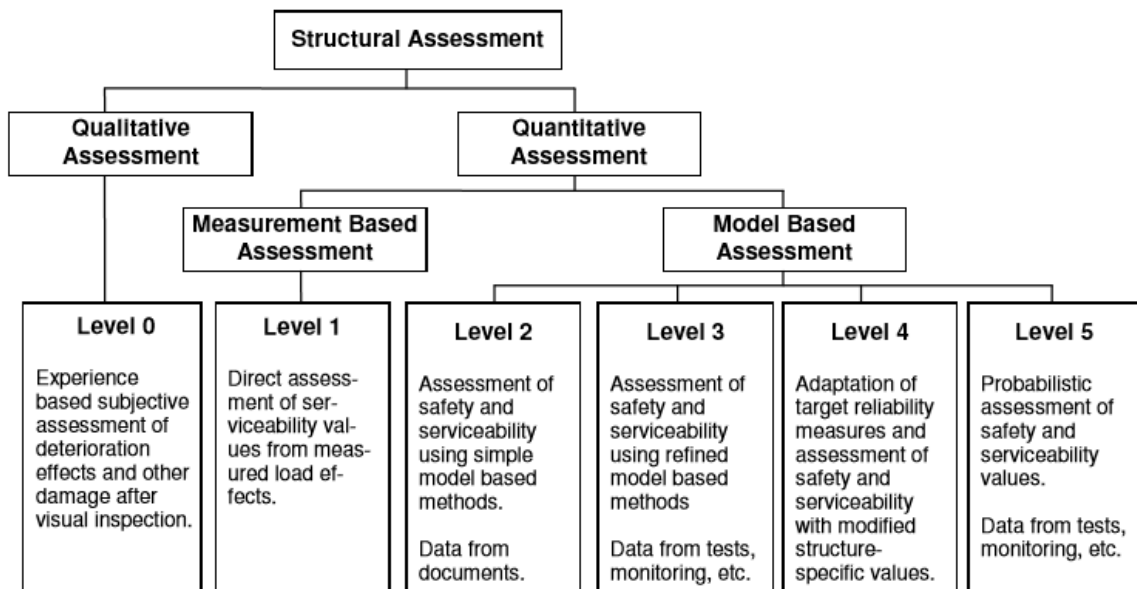 Structural Assessment
Qualitative
Assessment
Quantitative
Assessment
Measurement Based
Assessment
Model Based
Assessment
Level 0
Experience
based subjective
assessment of
deterioration
effects and other
damage after
visual inspection.
Level 1
Direct assess-
ment of ser-
viceability val-
ues from meas-
ured load ef-
fects.
Level 2
Assessment of
safety and
serviceability
using simple
model based
methods.
Data from
documents.
Level 3
Assessment of
safety and
serviceability
using refined
model based
methods
Data from tests,
monitoring, etc.
Level 4
Adaptation of
target reliability
measures and
assessment of
safety and
serviceability
with modified
structure-
specific values.
Level 5
Probabilistic
assessment of
safety and
serviceability
values.
Data from tests,
monitoring, etc.